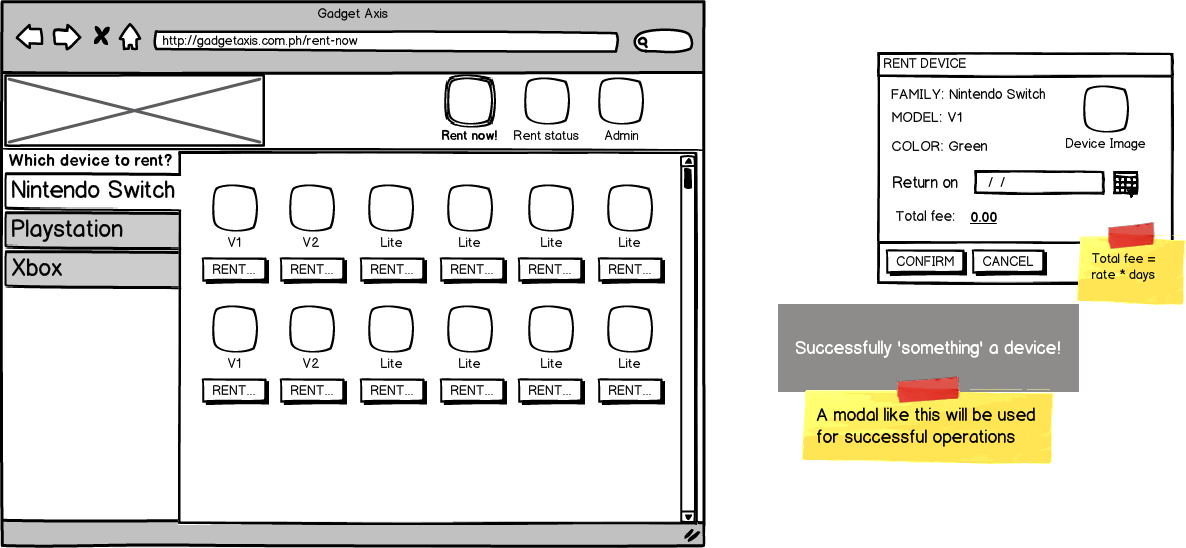 Gadget Axis
http://gadgetaxis.com.ph/rent-now
Rent now!
Rent status
Admin
Which device to rent?
Nintendo Switch
Playstation
Xbox
V1 V2 Lite Lite Lite Lite
RENT... RENT... RENT... RENT... RENT... RENT...
V1 V2 Lite Lite Lite Lite
RENT... RENT... RENT... RENT... RENT... RENT...
RENT DEVICE
FAMILY: Nintendo Switch
MODEL: V1
COLOR: Green
Device Image
Return on / /
Total fee: 0.00
CONFIRM CANCEL
Total fee =
rate * days
Successfully 'something' a device!
A modal like this will be used
for successful operations